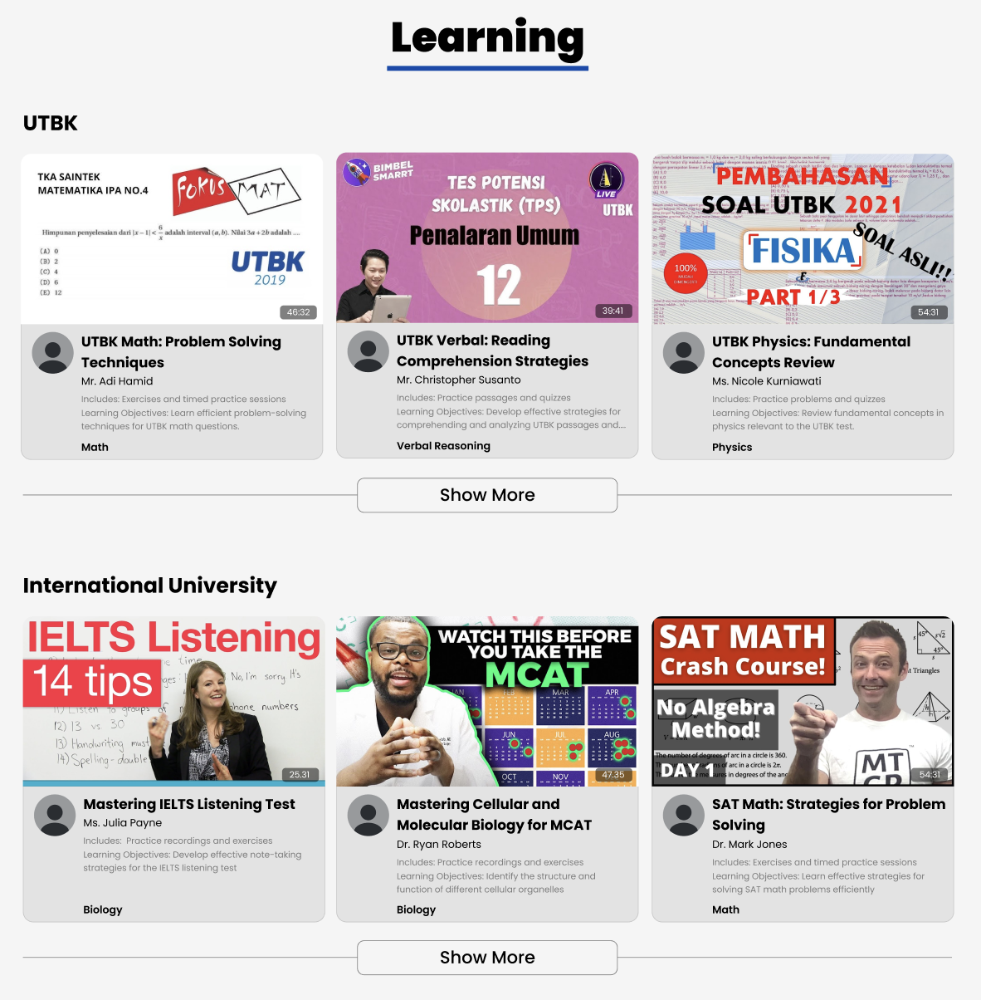 Learning
UTBK
TKA SAINTEK
MATEMATIKA IPA NO.4
FOKUS MAT
Himpunan penyelesaian dari |x − 1| < 6/x adalah interval (a, b). Nilai 3a + 2b adalah ....
(A) 0
(B) 2
(C) 4
(D) 6
(E) 12
UTBK
2019
46:32
UTBK Math: Problem Solving
Techniques
Mr. Adi Hamid
Includes: Exercises and timed practice sessions
Learning Objectives: Learn efficient problem-solving
techniques for UTBK math questions.
Math
BIMBEL
SMARRT
TES POTENSI
SKOLASTIK (TPS)
LIVE
UTBK
Penalaran Umum
12
39:41
UTBK Verbal: Reading
Comprehension Strategies
Mr. Christopher Susanto
Includes: Practice passages and quizzes
Learning Objectives: Develop effective strategies for
comprehending and analyzing UTBK passages and....
Verbal Reasoning
PEMBAHASAN
SOAL UTBK 2021
FISIKA
SOAL ASLI!!
100%
PART 1/3
54:31
UTBK Physics: Fundamental
Concepts Review
Ms. Nicole Kurniawati
Includes: Practice problems and quizzes
Learning Objectives: Review fundamental concepts in
physics relevant to the UTBK test.
Physics
Show More
International University
IELTS Listening
14 tips
time
No, I'm sorry. It's
11) Listen to groups of phone numbers
12) 13 vs. 30
13) Handwriting must
14) Spelling - double
25.31
Mastering IELTS Listening Test
Ms. Julia Payne
Includes: Practice recordings and exercises
Learning Objectives: Develop effective note-taking
strategies for the IELTS listening test
Biology
WATCH THIS BEFORE
YOU TAKE THE
MCAT
JAN FEB MAR APR
JUN JUL AUG
OCT NOV
47.35
Mastering Cellular and
Molecular Biology for MCAT
Dr. Ryan Roberts
Includes: Practice recordings and exercises
Learning Objectives: Identify the structure and
function of different cellular organelles
Biology
SAT MATH
Crash Course!
No Algebra
Method!
Triangles
The number of degrees of arc in a circle is 360.
of arc in a circle is 2π.
in degrees of the
DAY 1
54:31
SAT Math: Strategies for Problem
Solving
Dr. Mark Jones
Includes: Exercises and timed practice sessions
Learning Objectives: Learn effective strategies for
solving SAT math problems efficiently
Math
Show More